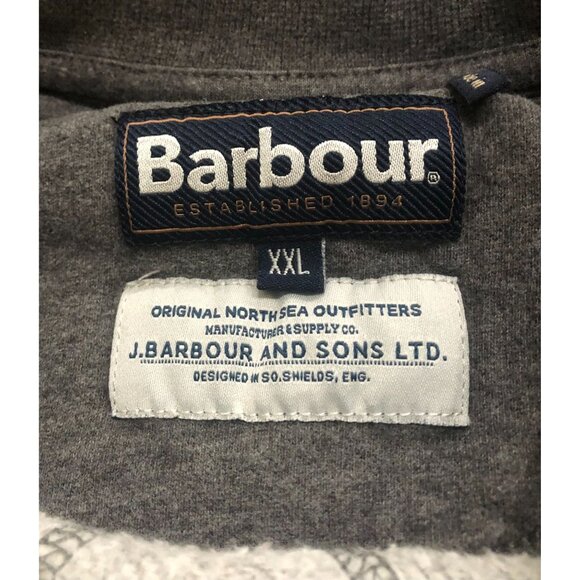 Barbour
ESTABLISHED 1894
XXL
ORIGINAL NORTH SEA OUTFITTERS
MANUFACTURER & SUPPLY CO.
J.BARBOUR AND SONS LTD.
DESIGNED IN SO.SHIELDS, ENG.